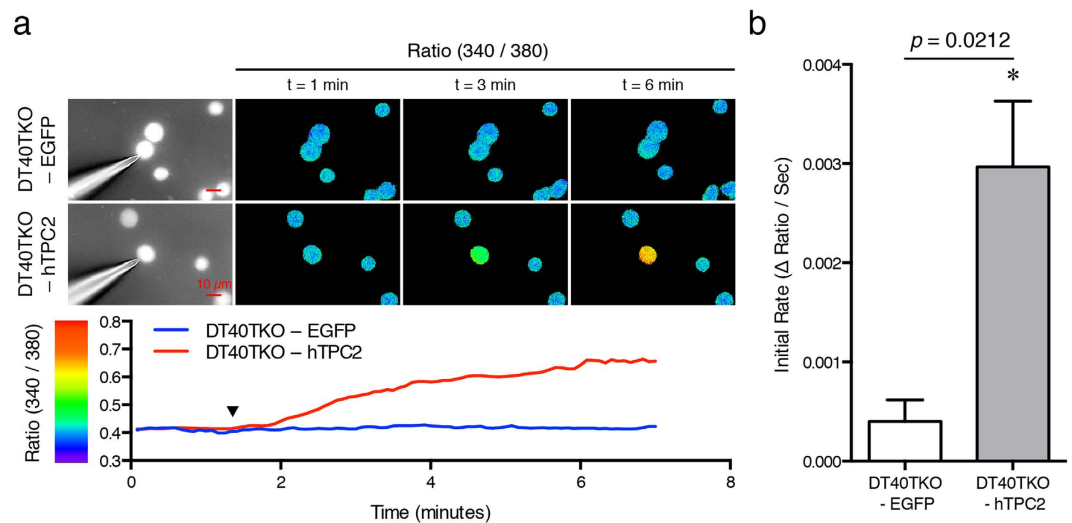 a
Ratio (340 / 380)
t = 1 min
t = 3 min
t = 6 min
DT40TKO
– EGFP
DT40TKO
– hTPC2
10 µm
Ratio (340 / 380)
0.8
0.7
0.6
0.5
0.4
0.3
DT40TKO – EGFP
DT40TKO – hTPC2
0
2
4
6
8
Time (minutes)
b
p = 0.0212
*
Initial Rate (Δ Ratio / Sec)
0.004
0.003
0.002
0.001
0.000
DT40TKO
- EGFP
DT40TKO
- hTPC2